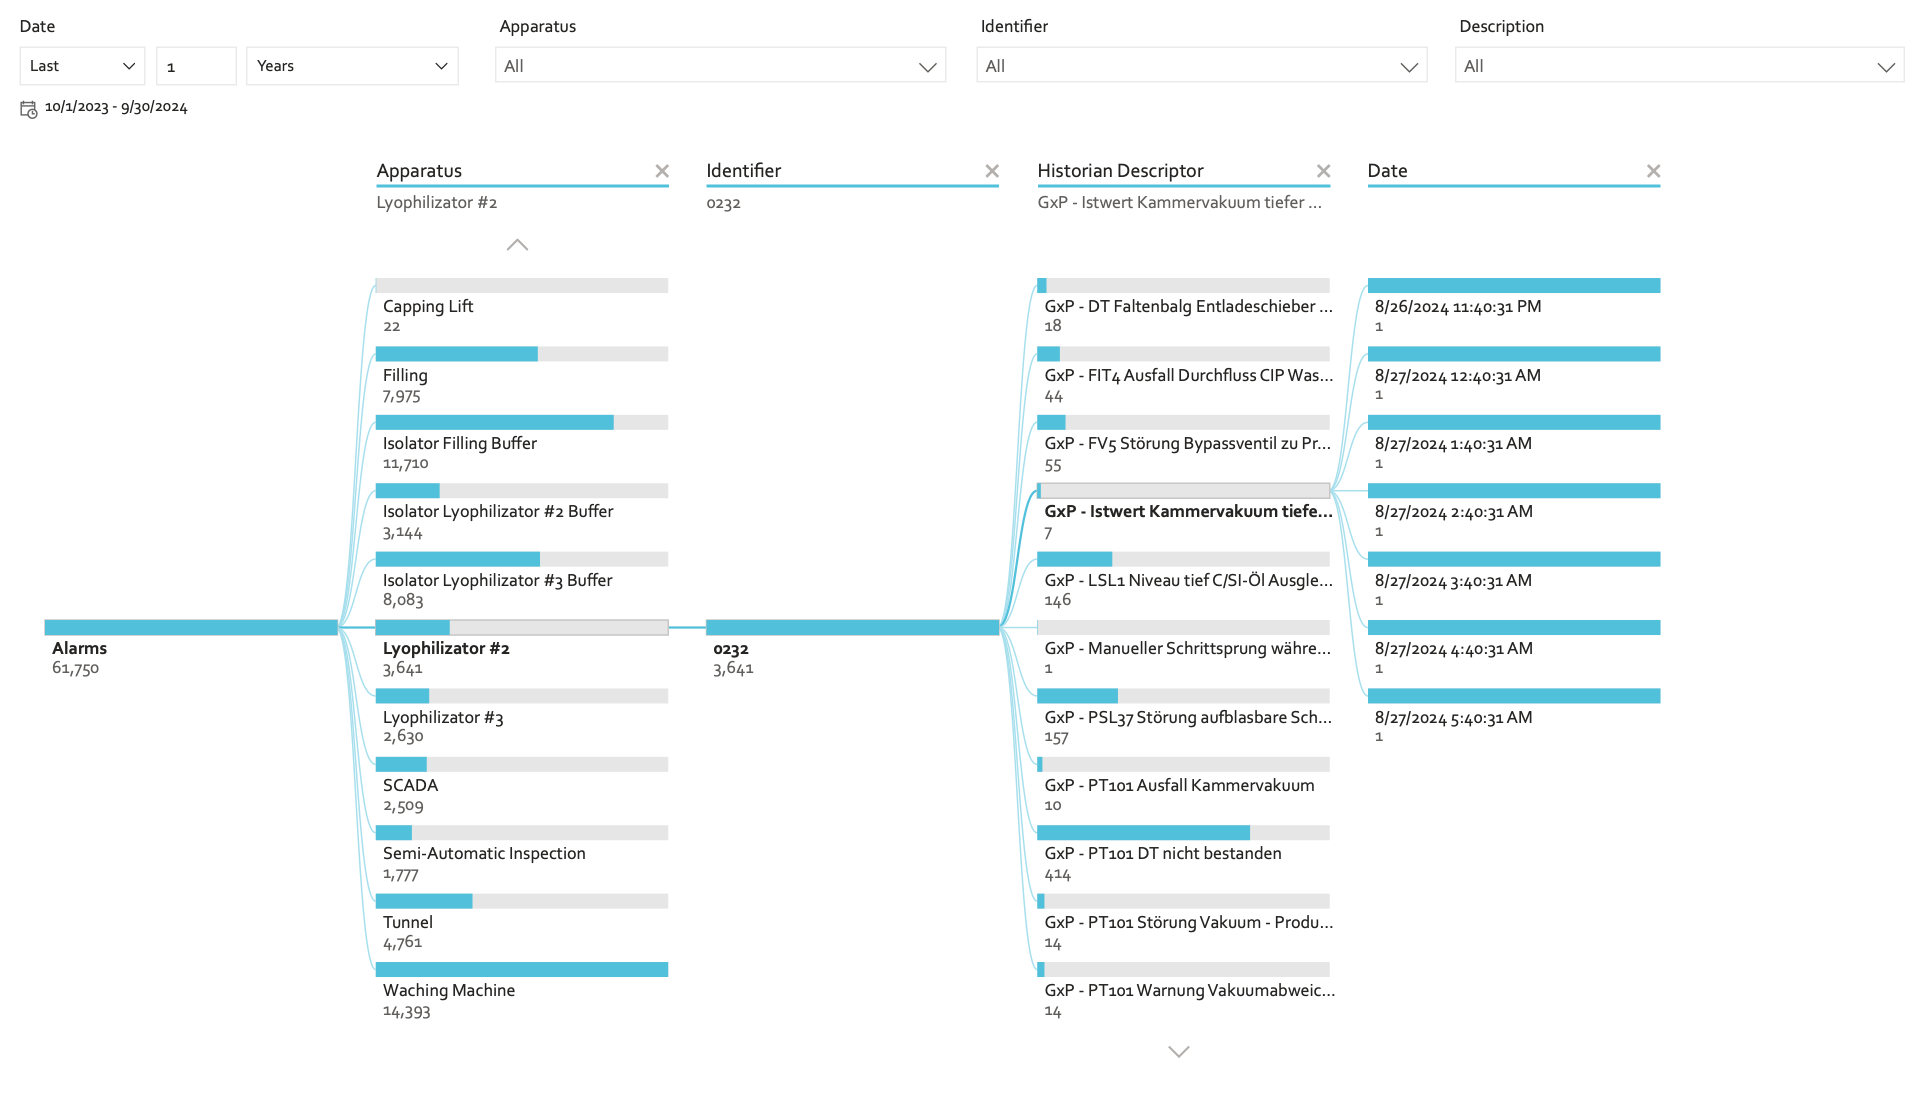 Date
Apparatus
Identifier
Description
Last
1
Years
All
All
All
10/1/2023 - 9/30/2024
Apparatus
Lyophilizator #2
Identifier
0232
Historian Descriptor
GxP - Istwert Kammervakuum tiefer ...
Date
Alarms
61,750
Capping Lift
22
Filling
7,975
Isolator Filling Buffer
11,710
Isolator Lyophilizator #2 Buffer
3,144
Isolator Lyophilizator #3 Buffer
8,083
Lyophilizator #2
3,641
Lyophilizator #3
2,630
SCADA
2,509
Semi-Automatic Inspection
1,777
Tunnel
4,761
Waching Machine
14,393
0232
3,641
GxP - DT Faltenbalg Entladeschieber ...
18
GxP - FIT4 Ausfall Durchfluss CIP Was...
44
GxP - FV5 Störung Bypassventil zu Pr...
55
GxP - Istwert Kammervakuum tiefe...
7
GxP - LSL1 Niveau tief C/SI-Öl Ausgle...
146
GxP - Manueller Schrittsprung währe...
1
GxP - PSL37 Störung aufblasbare Sch...
157
GxP - PT101 Ausfall Kammervakuum
10
GxP - PT101 DT nicht bestanden
414
GxP - PT101 Störung Vakuum - Produ...
14
GxP - PT101 Warnung Vakuumabweic...
14
8/26/2024 11:40:31 PM
1
8/27/2024 12:40:31 AM
1
8/27/2024 1:40:31 AM
1
8/27/2024 2:40:31 AM
1
8/27/2024 3:40:31 AM
1
8/27/2024 4:40:31 AM
1
8/27/2024 5:40:31 AM
1